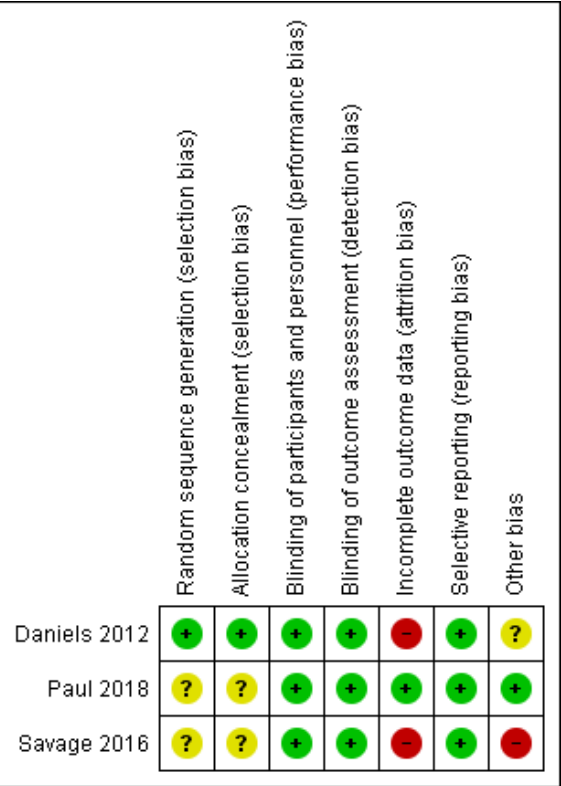 Random sequence generation (selection bias)
Allocation concealment (selection bias)
Blinding of participants and personnel (performance bias)
Blinding of outcome assessment (detection bias)
Incomplete outcome data (attrition bias)
Selective reporting (reporting bias)
Other bias
Daniels 2012 + + + + - + ?
Paul 2018 ? ? + + + + +
Savage 2016 ? ? + + - + -